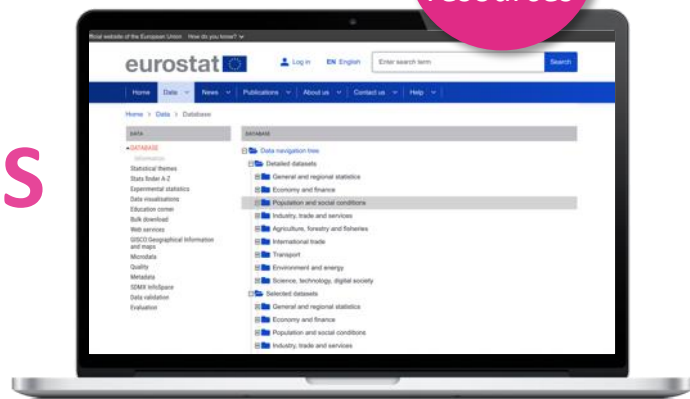 resources
S
official website of the European Union How do you know?
eurostat
Log in EN English Enter search term Search
Home Data News Publications About us Contact us Help
Home > Data > Database
DATA
DATABASE
Information
Statistical themes
Stats finder A-Z
Experimental statistics
Data visualisations
Education corner
Bulk download
Web services
GISCO:Geographical Information
and maps
Microdata
Quality
Metadata
SDMX InfoSpace
Data validation
Evaluation
DATABASE
Data navigation tree
Detailed datasets
General and regional statistics
Economy and finance
Population and social conditions
Industry, trade and services
Agriculture, forestry and fisheries
International trade
Transport
Environment and energy
Science, technology, digital society
Selected datasets
General and regional statistics
Economy and finance
Population and social conditions
Industry, trade and services